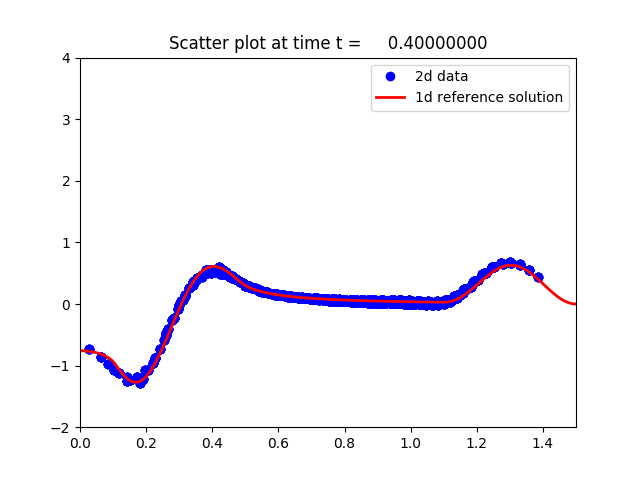 Scatter plot at time t =     0.40000000
4
2d data
1d reference solution
3
2
1
0
−1
−2
0.0 0.2 0.4 0.6 0.8 1.0 1.2 1.4